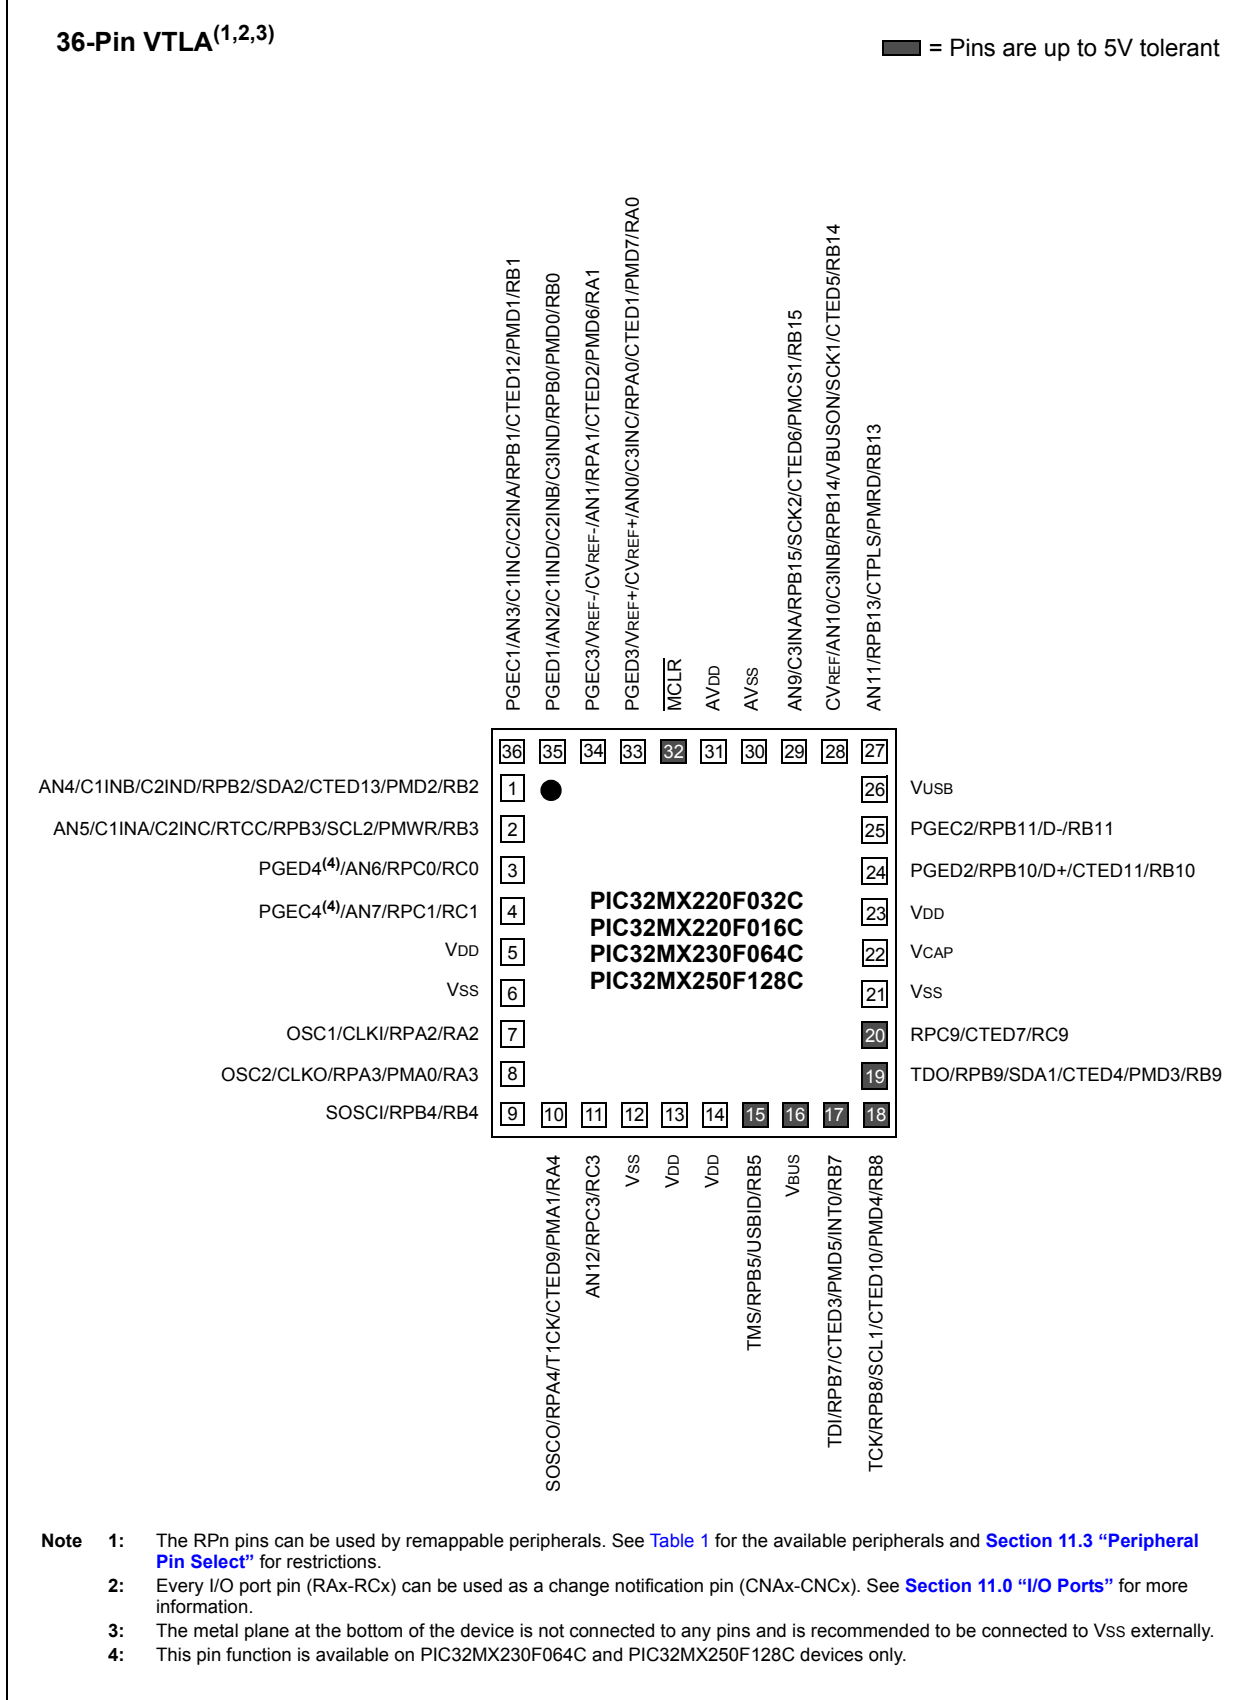 36-Pin VTLA(1,2,3)
= Pins are up to 5V tolerant
PGEC1/AN3/C1INC/C2INA/RPB1/CTED12/PMD1/RB1
PGED1/AN2/C1IND/C2INB/C3IND/RPB0/PMD0/RB0
PGEC3/VREF-/CVREF-/AN1/RPA1/CTED2/PMD6/RA1
PGED3/VREF+/CVREF+/AN0/C3INC/RPA0/CTED1/PMD7/RA0
MCLR
AVDD
AVSS
AN9/C3INA/RPB15/SCK2/CTED6/PMCS1/RB15
CVREF/AN10/C3INB/RPB14/VBUSON/SCK1/CTED5/RB14
AN11/RPB13/CTPLS/PMRD/RB13
36 35 34 33 32 31 30 29 28 27
AN4/C1INB/C2IND/RPB2/SDA2/CTED13/PMD2/RB2 1
26 VUSB
AN5/C1INA/C2INC/RTCC/RPB3/SCL2/PMWR/RB3 2
25 PGEC2/RPB11/D-/RB11
PGED4(4)/AN6/RPC0/RC0 3
24 PGED2/RPB10/D+/CTED11/RB10
PGEC4(4)/AN7/RPC1/RC1 4
23 VDD
VDD 5
22 VCAP
VSS 6
21 VSS
OSC1/CLKI/RPA2/RA2 7
20 RPC9/CTED7/RC9
OSC2/CLKO/RPA3/PMA0/RA3 8
19 TDO/RPB9/SDA1/CTED4/PMD3/RB9
SOSCI/RPB4/RB4 9
PIC32MX220F032C
PIC32MX220F016C
PIC32MX230F064C
PIC32MX250F128C
10 11 12 13 14 15 16 17 18
SOSCO/RPA4/T1CK/CTED9/PMA1/RA4
AN12/RPC3/RC3
VSS
VDD
VDD
TMS/RPB5/USBID/RB5
VBUS
TDI/RPB7/CTED3/PMD5/INT0/RB7
TCK/RPB8/SCL1/CTED10/PMD4/RB8
Note 1: The RPn pins can be used by remappable peripherals. See Table 1 for the available peripherals and Section 11.3 “Peripheral
Pin Select” for restrictions.
2: Every I/O port pin (RAx-RCx) can be used as a change notification pin (CNAx-CNCx). See Section 11.0 “I/O Ports” for more
information.
3: The metal plane at the bottom of the device is not connected to any pins and is recommended to be connected to VSS externally.
4: This pin function is available on PIC32MX230F064C and PIC32MX250F128C devices only.